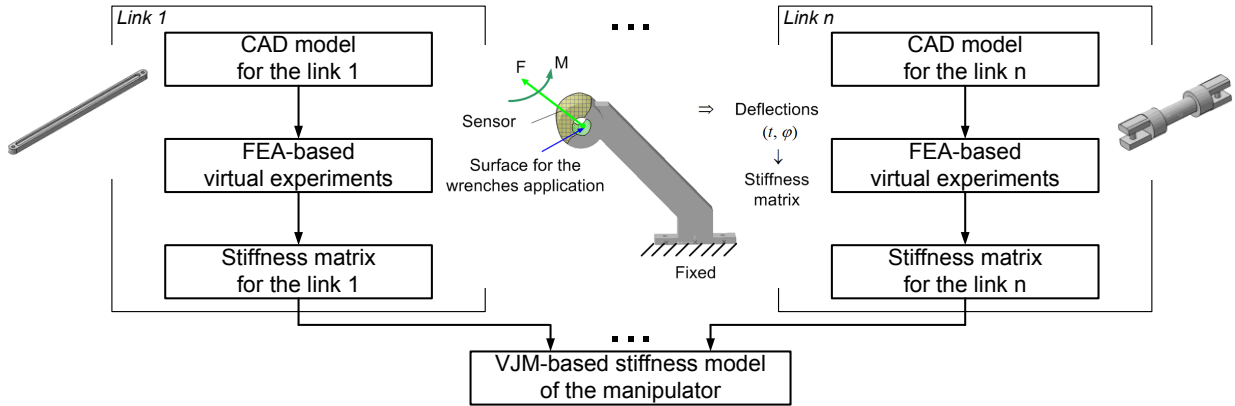 Link 1
CAD model
for the link 1
FEA-based
virtual experiments
Stiffness matrix
for the link 1
...
F
M
Sensor
Surface for the
wrenches application
Fixed
⇒ Deflections
(t, φ)
↓
Stiffness
matrix
Link n
CAD model
for the link n
FEA-based
virtual experiments
Stiffness matrix
for the link n
...
VJM-based stiffness model
of the manipulator